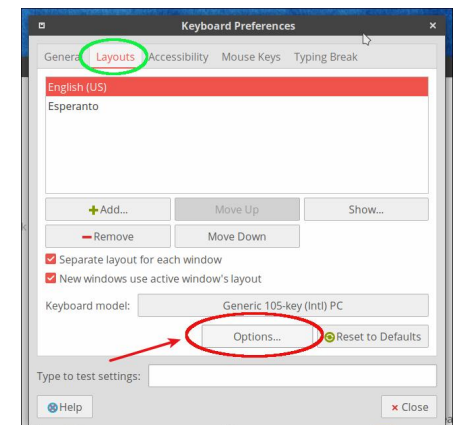 Keyboard Preferences
General Layouts Accessibility Mouse Keys Typing Break
English (US)
Esperanto
Add... Move Up Show...
Remove Move Down
Separate layout for each window
New windows use active window's layout
Keyboard model: Generic 105-key (Intl) PC
Options... Reset to Defaults
Type to test settings:
Help × Close